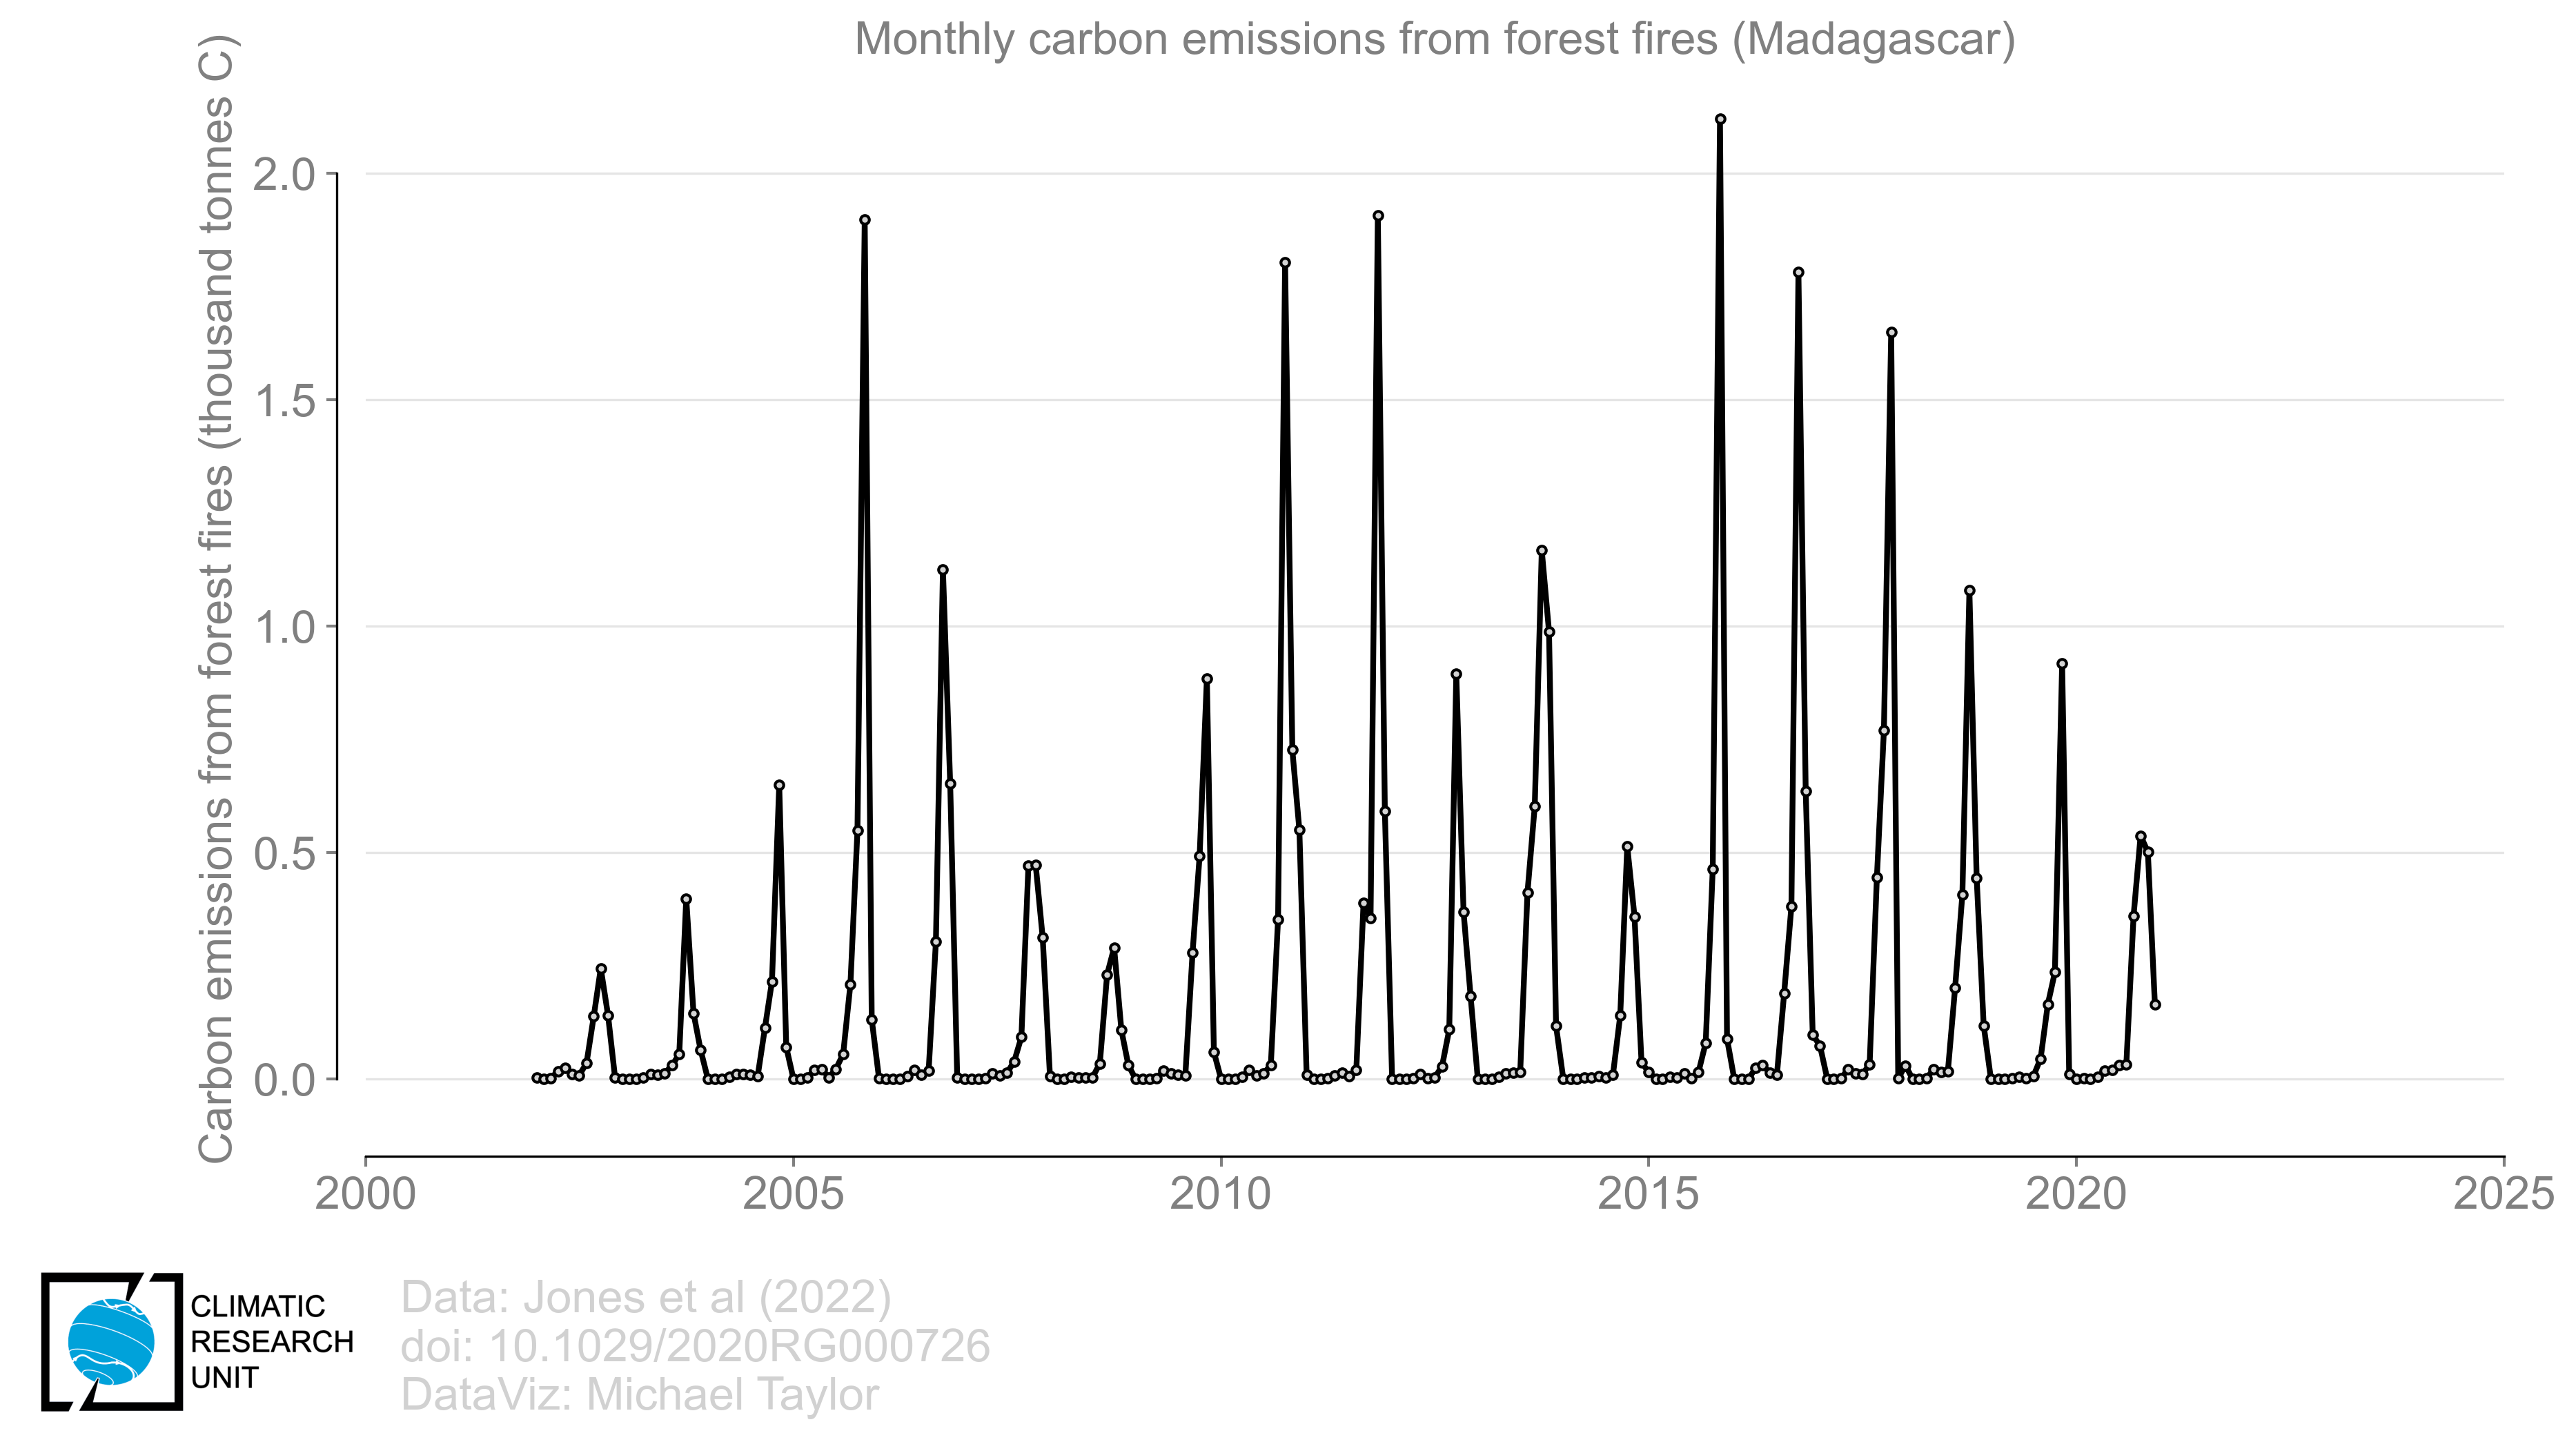 Monthly carbon emissions from forest fires (Madagascar)
Carbon emissions from forest fires (thousand tonnes C)
2.0
1.5
1.0
0.5
0.0
2000
2005
2010
2015
2020
2025
CLIMATIC
RESEARCH
UNIT
Data: Jones et al (2022)
doi: 10.1029/2020RG000726
DataViz: Michael Taylor